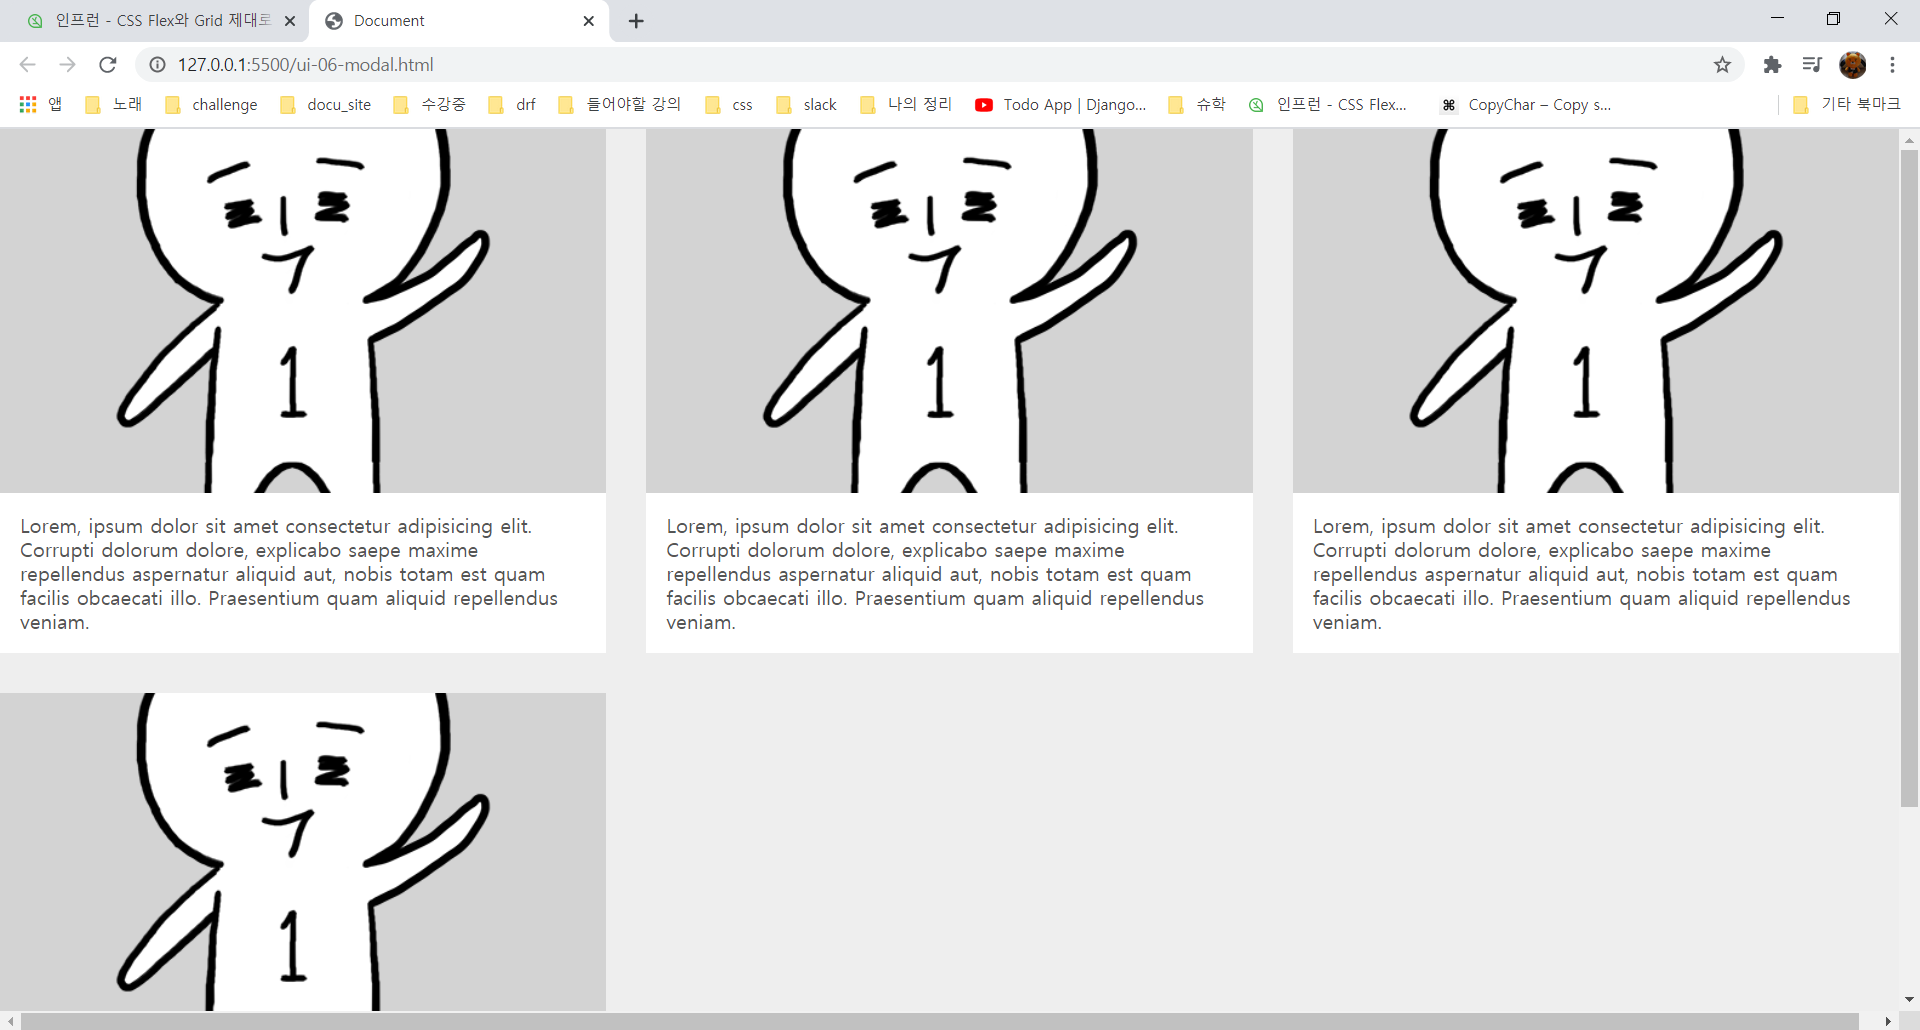 인프런 - CSS Flex와 Grid 제대로
Document
127.0.0.1:5500/ui-06-modal.html
앱 노래 challenge docu_site 수강중 drf 들어야할 강의 css slack 나의 정리 Todo App | Django... 슈학 인프런 - CSS Flex... CopyChar – Copy s... 기타 북마크
1 1 1
Lorem, ipsum dolor sit amet consectetur adipisicing elit.
Corrupti dolorum dolore, explicabo saepe maxime
repellendus aspernatur aliquid aut, nobis totam est quam
facilis obcaecati illo. Praesentium quam aliquid repellendus
veniam.
Lorem, ipsum dolor sit amet consectetur adipisicing elit.
Corrupti dolorum dolore, explicabo saepe maxime
repellendus aspernatur aliquid aut, nobis totam est quam
facilis obcaecati illo. Praesentium quam aliquid repellendus
veniam.
Lorem, ipsum dolor sit amet consectetur adipisicing elit.
Corrupti dolorum dolore, explicabo saepe maxime
repellendus aspernatur aliquid aut, nobis totam est quam
facilis obcaecati illo. Praesentium quam aliquid repellendus
veniam.
1